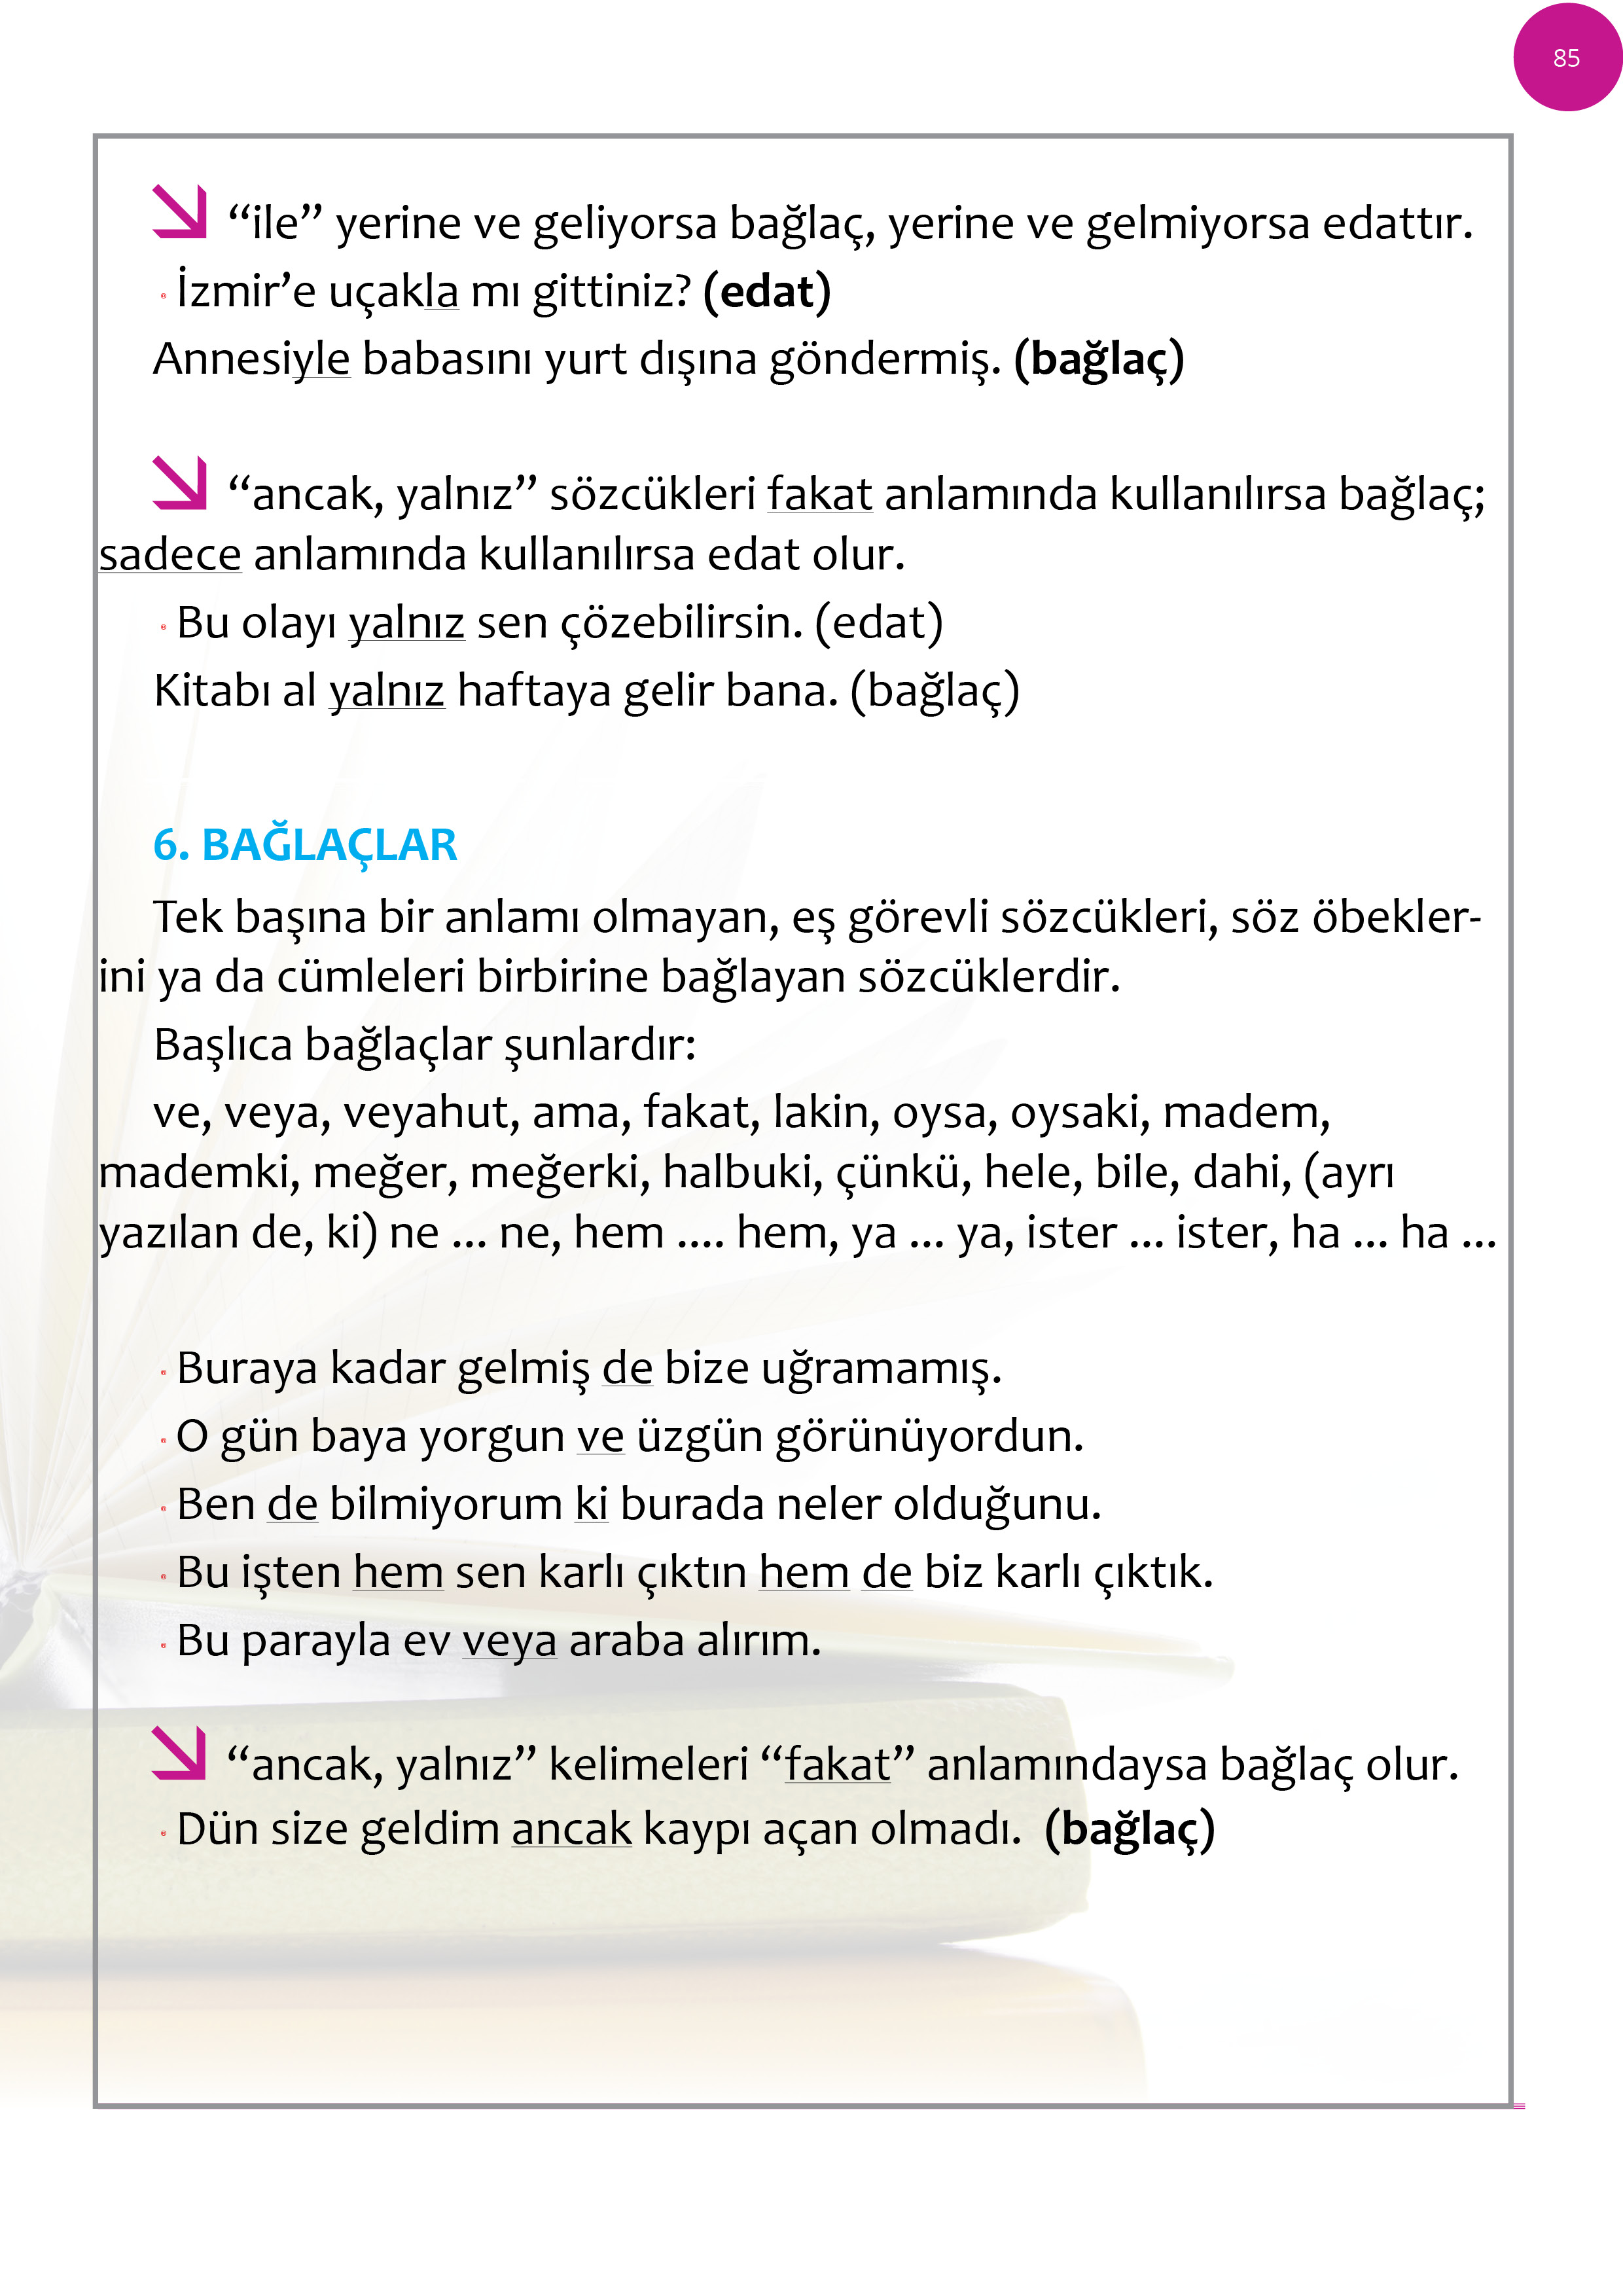 85
“ile” yerine ve geliyorsa bağlaç, yerine ve gelmiyorsa edattır.
İzmir’e uçakla mı gittiniz? (edat)
Annesiyle babasını yurt dışına göndermiş. (bağlaç)
“ancak, yalnız” sözcükleri fakat anlamında kullanılırsa bağlaç;
sadece anlamında kullanılırsa edat olur.
Bu olayı yalnız sen çözebilirsin. (edat)
Kitabı al yalnız haftaya gelir bana. (bağlaç)
6. BAĞLAÇLAR
Tek başına bir anlamı olmayan, eş görevli sözcükleri, söz öbekler-
ini ya da cümleleri birbirine bağlayan sözcüklerdir.
Başlıca bağlaçlar şunlardır:
ve, veya, veyahut, ama, fakat, lakin, oysa, oysaki, madem,
mademki, meğer, meğerki, halbuki, çünkü, hele, bile, dahi, (ayrı
yazılan de, ki) ne ... ne, hem .... hem, ya ... ya, ister ... ister, ha ... ha ...
Buraya kadar gelmiş de bize uğramamış.
O gün baya yorgun ve üzgün görünüyordun.
Ben de bilmiyorum ki burada neler olduğunu.
Bu işten hem sen karlı çıktın hem de biz karlı çıktık.
Bu parayla ev veya araba alırım.
“ancak, yalnız” kelimeleri “fakat” anlamındaysa bağlaç olur.
Dün size geldim ancak kaypı açan olmadı. (bağlaç)